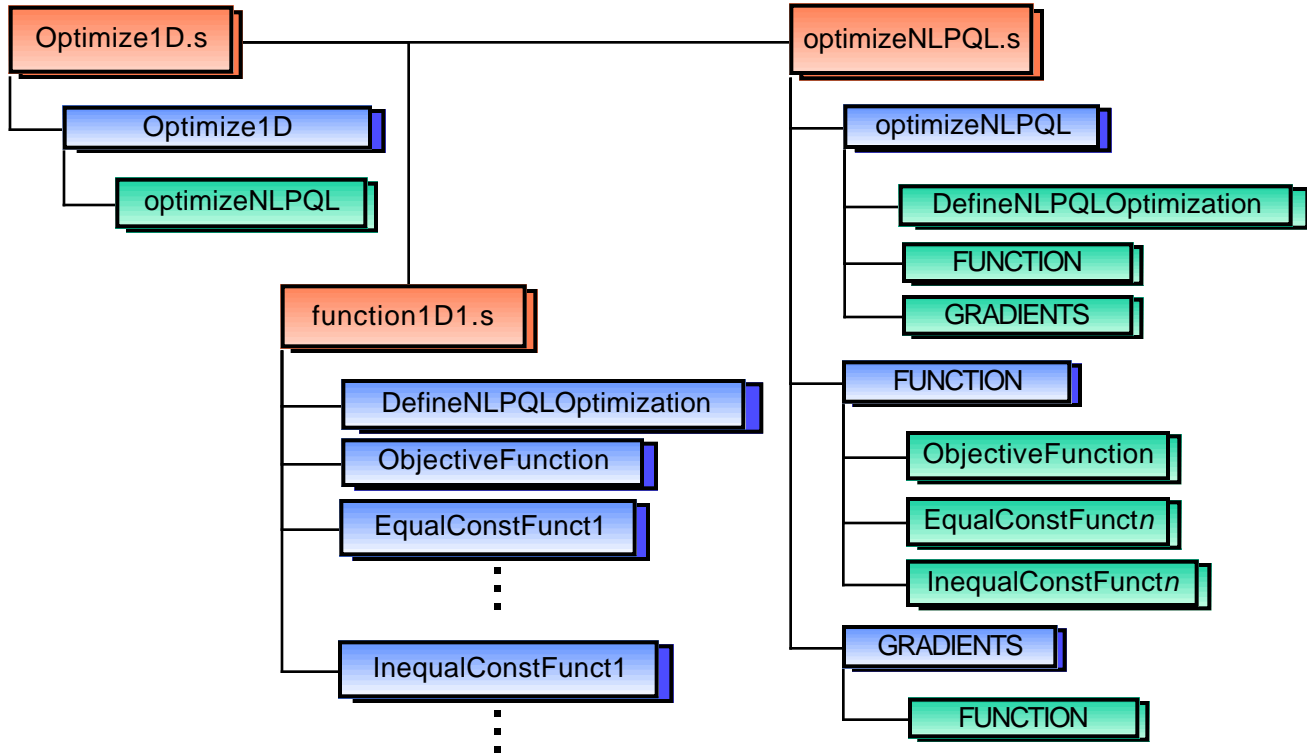 Optimize1D.s
Optimize1D
optimizeNLPQL
function1D1.s
DefineNLPQLOptimization
ObjectiveFunction
EqualConstFunct1
InequalConstFunct1
optimizeNLPQL.s
optimizeNLPQL
DefineNLPQLOptimization
FUNCTION
GRADIENTS
FUNCTION
ObjectiveFunction
EqualConstFunctn
InequalConstFunctn
GRADIENTS
FUNCTION